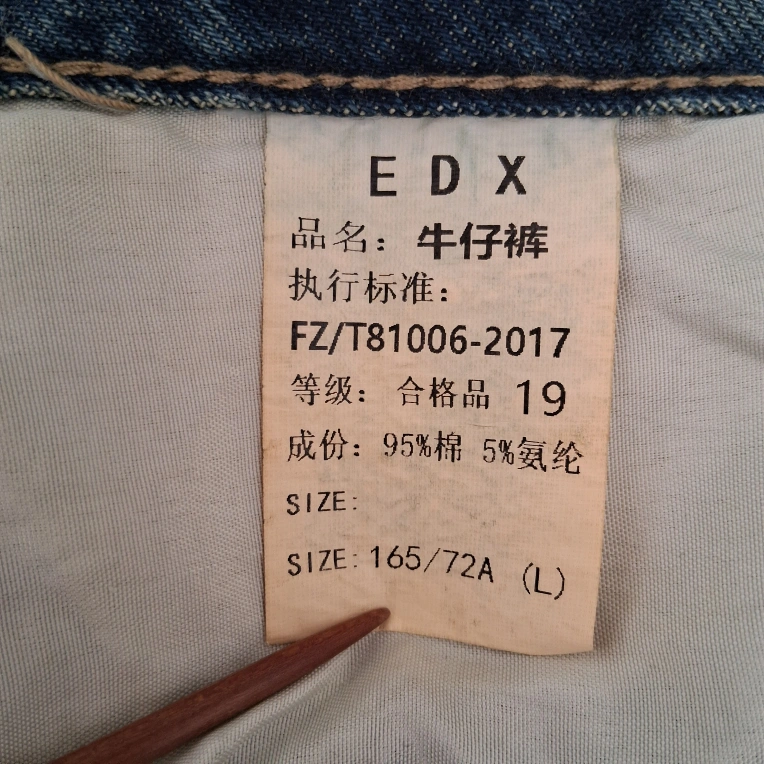 EDX
品名：牛仔裤
执行标准：
FZ/T81006-2017
等级：合格品 19
成份：95%棉 5%氨纶
SIZE:
SIZE:165/72A (L)